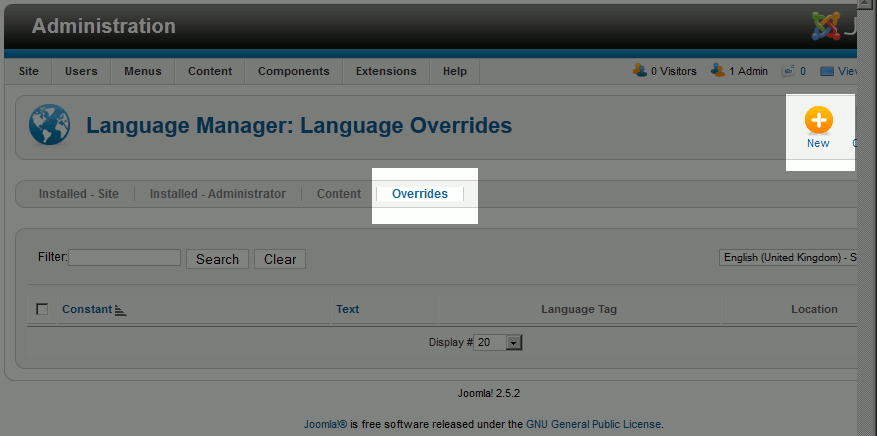 Administration J
Site Users Menus Content Components Extensions Help 0 Visitors 1 Admin 0 View
Language Manager: Language Overrides
New
Installed - Site Installed - Administrator Content Overrides
Filter: Search Clear English (United Kingdom) - S
Constant Text Language Tag Location
Display # 20
Joomla! 2.5.2
Joomla!® is free software released under the GNU General Public License.